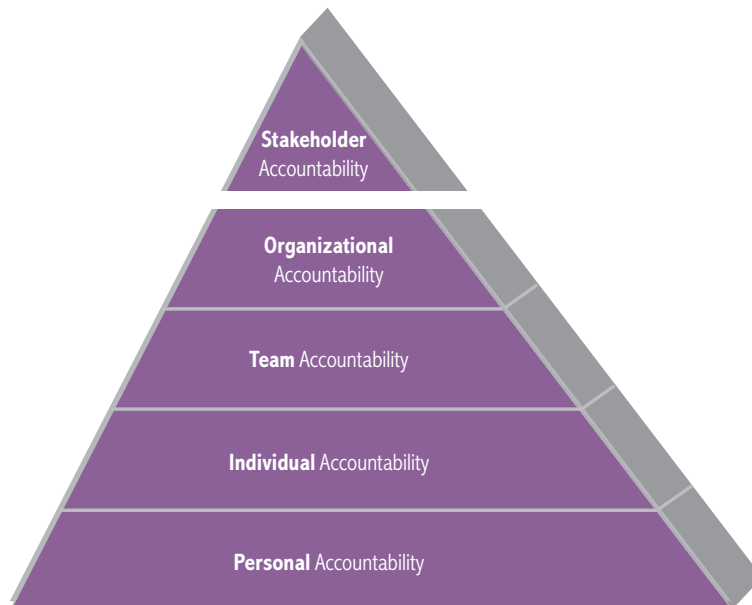 Stakeholder
Accountability
Organizational
Accountability
Team Accountability
Individual Accountability
Personal Accountability